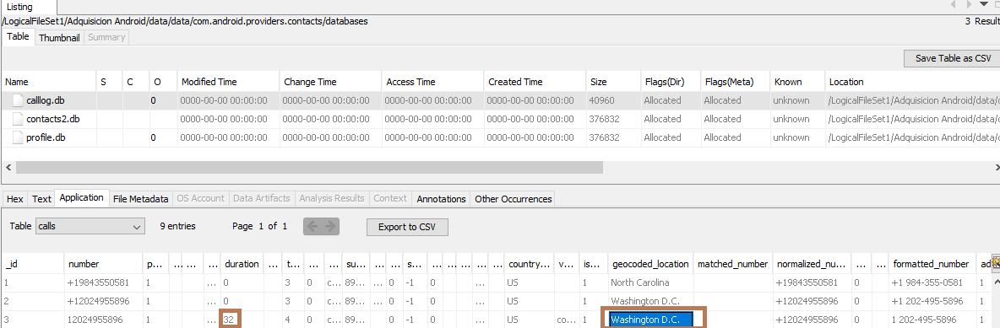 Listing
/LogicalFileSet1/Adquisicion Android/data/data/com.android.providers.contacts/databases 3 Result
Table Thumbnail Summary
Save Table as CSV
Name S C O Modified Time Change Time Access Time Created Time Size Flags(Dir) Flags(Meta) Known Location
calllog.db 0 0000-00-00 00:00:00 0000-00-00 00:00:00 0000-00-00 00:00:00 0000-00-00 00:00:00 40960 Allocated Allocated unknown /LogicalFileSet1/Adquisicion Android/data/d
contacts2.db 0000-00-00 00:00:00 0000-00-00 00:00:00 0000-00-00 00:00:00 0000-00-00 00:00:00 376832 Allocated Allocated unknown /LogicalFileSet1/Adquisicion Android/data/d
profile.db 0 0000-00-00 00:00:00 0000-00-00 00:00:00 0000-00-00 00:00:00 0000-00-00 00:00:00 376832 Allocated Allocated unknown /LogicalFileSet1/Adquisicion Android/data/d
Hex Text Application File Metadata OS Account Data Artifacts Analysis Results Context Annotations Other Occurrences
Table calls 9 entries Page 1 of 1 Export to CSV
_id number p... ... ... ... duration ... t... ... ... ... su... ... ... s... ... ... ... country... v... is... geocoded_location matched_number normalized_nu... ... ... formatted_number ad
1 +19843550581 1 ... 0 3 0 c... 89... 0 -1 0 US 1 North Carolina +19843550581 0 +1 984-355-0581 1
2 +12024955896 1 ... 0 3 0 c... 89... 0 -1 0 US 1 Washington D.C. +12024955896 0 +1 202-495-5896 1
3 12024955896 1 ... 32 4 0 c... 89... 0 -1 0 US co... 1 Washington D.C. +12024955896 0 1 202-495-5896 1